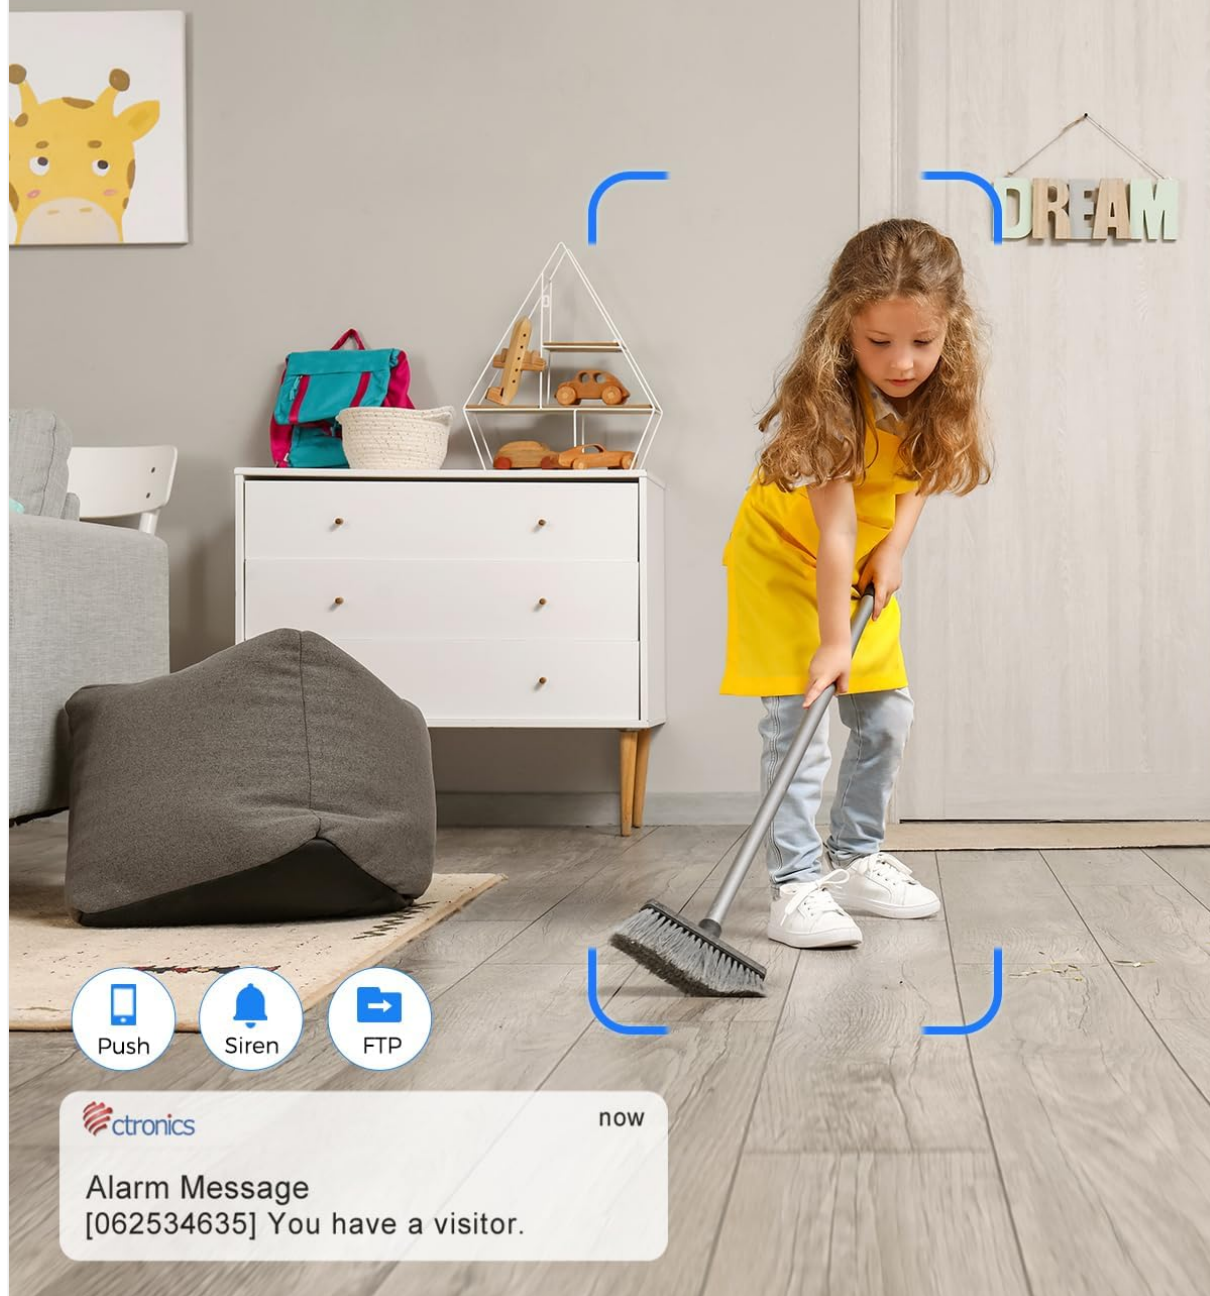 DREAM
Push
Siren
FTP
ctronics
now
Alarm Message
[062534635] You have a visitor.